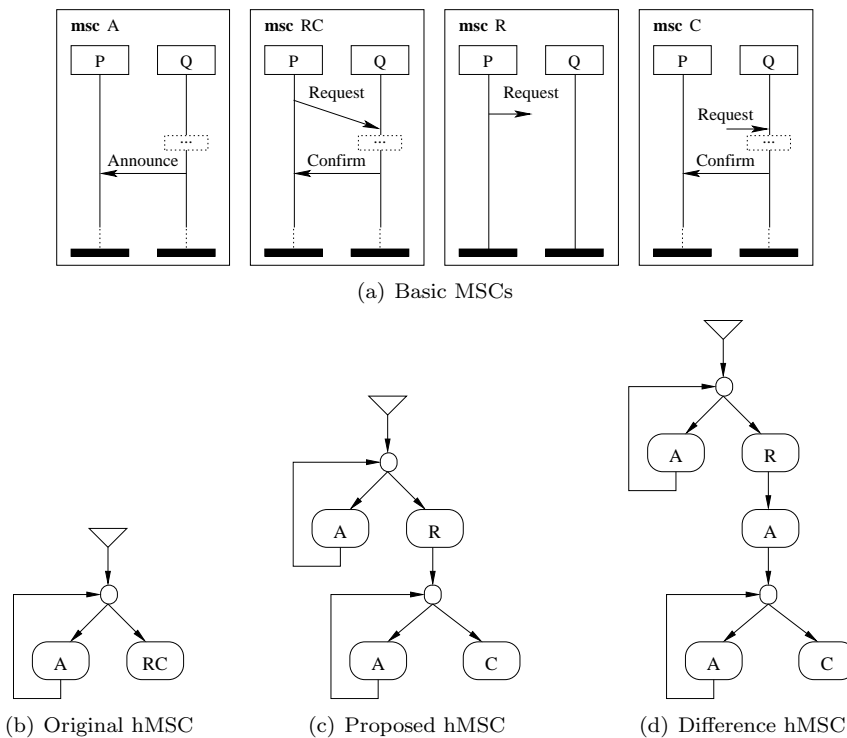 msc A
msc RC
msc R
msc C
P Q
P Q
P Q
P Q
Request
Request
Request
...
...
...
Announce
Confirm
Confirm
(a) Basic MSCs
A R
A R
A
A RC
A C
A C
(b) Original hMSC
(c) Proposed hMSC
(d) Difference hMSC